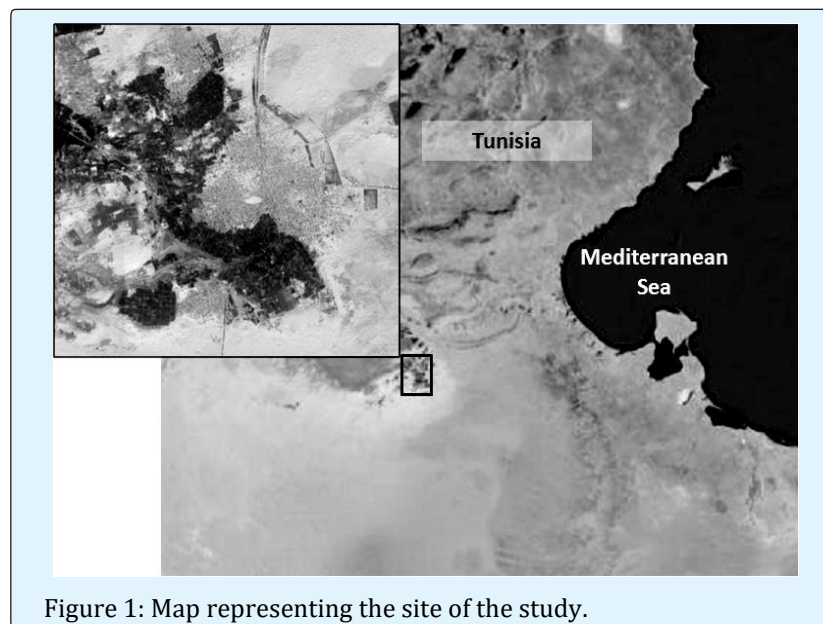 Tunisia
Mediterranean
Sea
Figure 1: Map representing the site of the study.